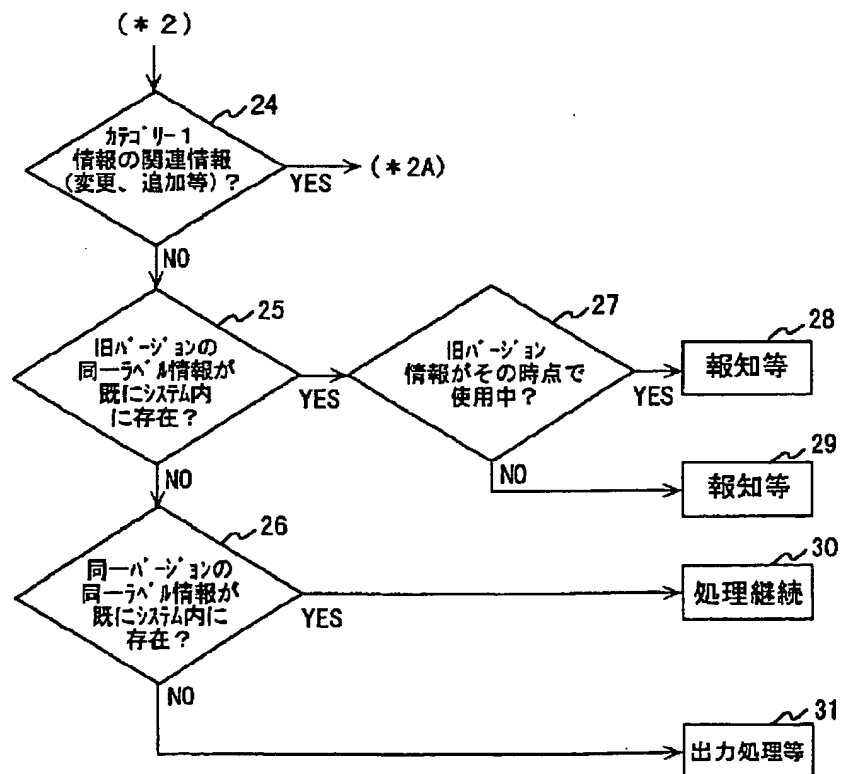 (*2)
24
カテゴリー1
情報の関連情報
(変更、追加等)?
YES
(*2A)
NO
25
旧バージョンの
同一ラベル情報が
既にシステム内
に存在?
YES
27
旧バージョン
情報がその時点で
使用中?
YES
28
報知等
NO
29
報知等
NO
26
同一バージョンの
同一ラベル情報が
既にシステム内に
存在?
YES
30
処理継続
NO
31
出力処理等